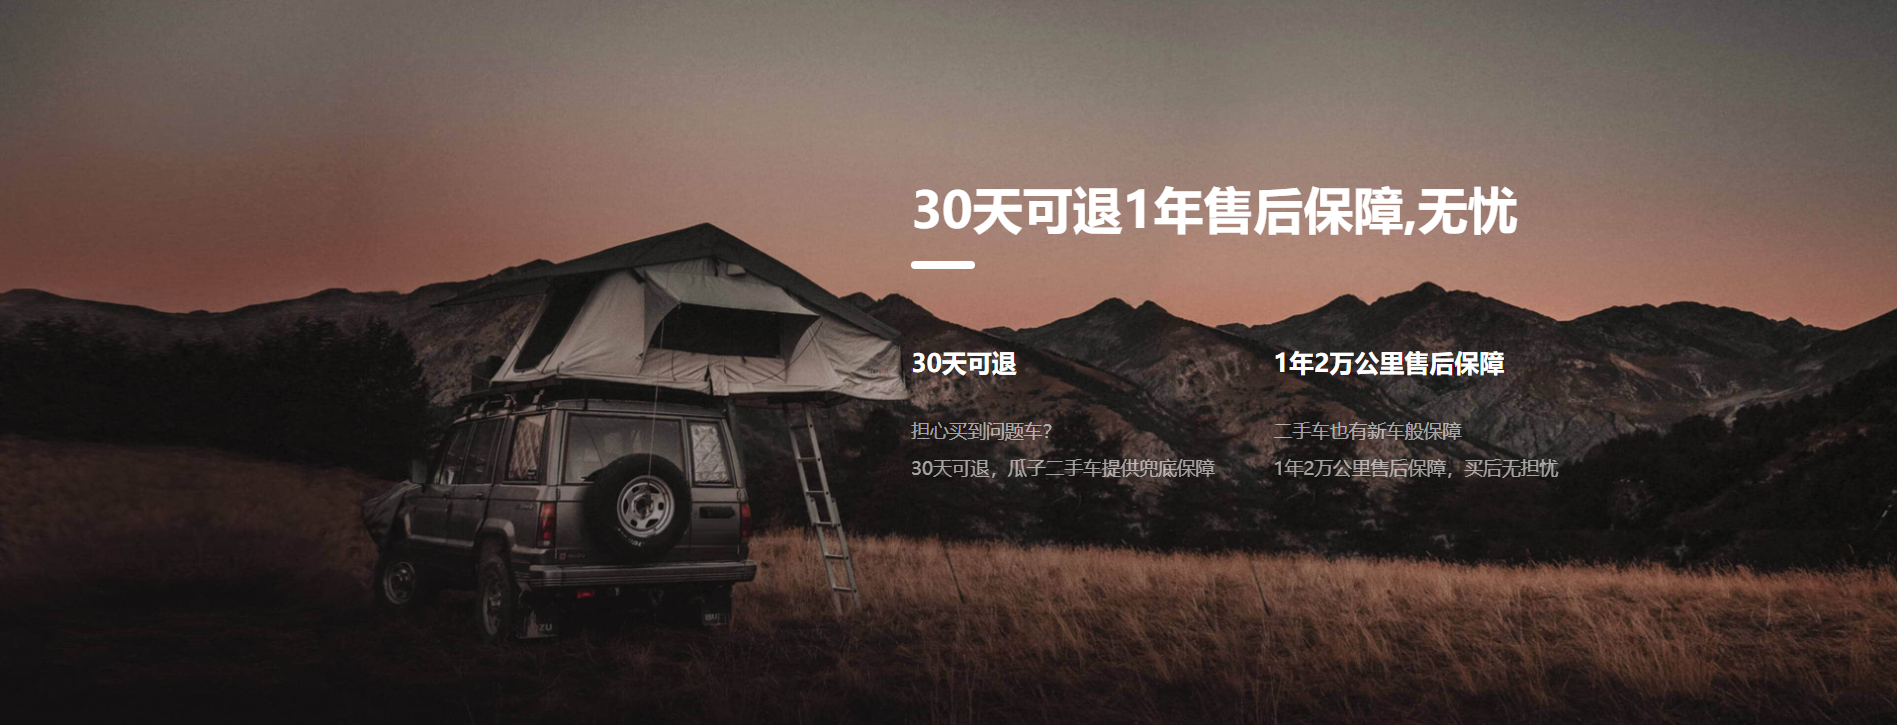 30天可退1年售后保障,无忧
30天可退
担心买到问题车?
30天可退，瓜子二手车提供兜底保障
1年2万公里售后保障
二手车也有新车般保障
1年2万公里售后保障，买后无担忧
ZU